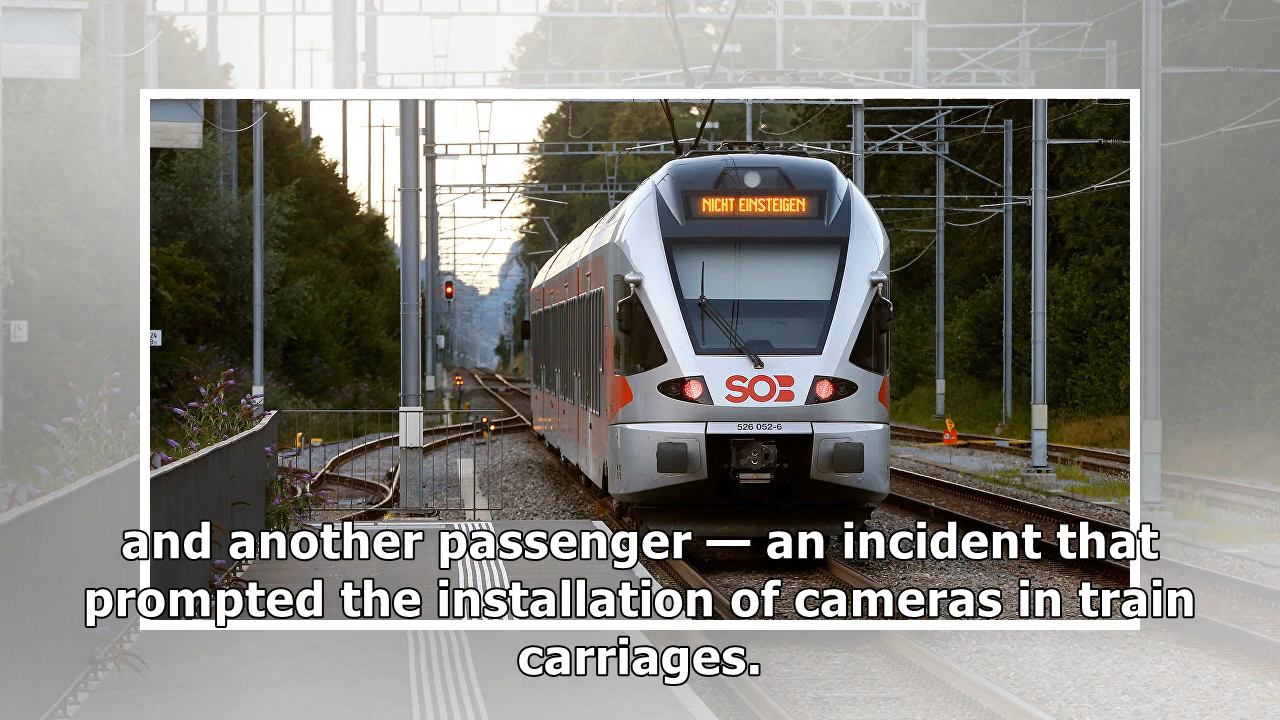 NICHT EINSTEIGEN
SOB
526 052-6
and another passenger — an incident that
prompted the installation of cameras in train
carriages.